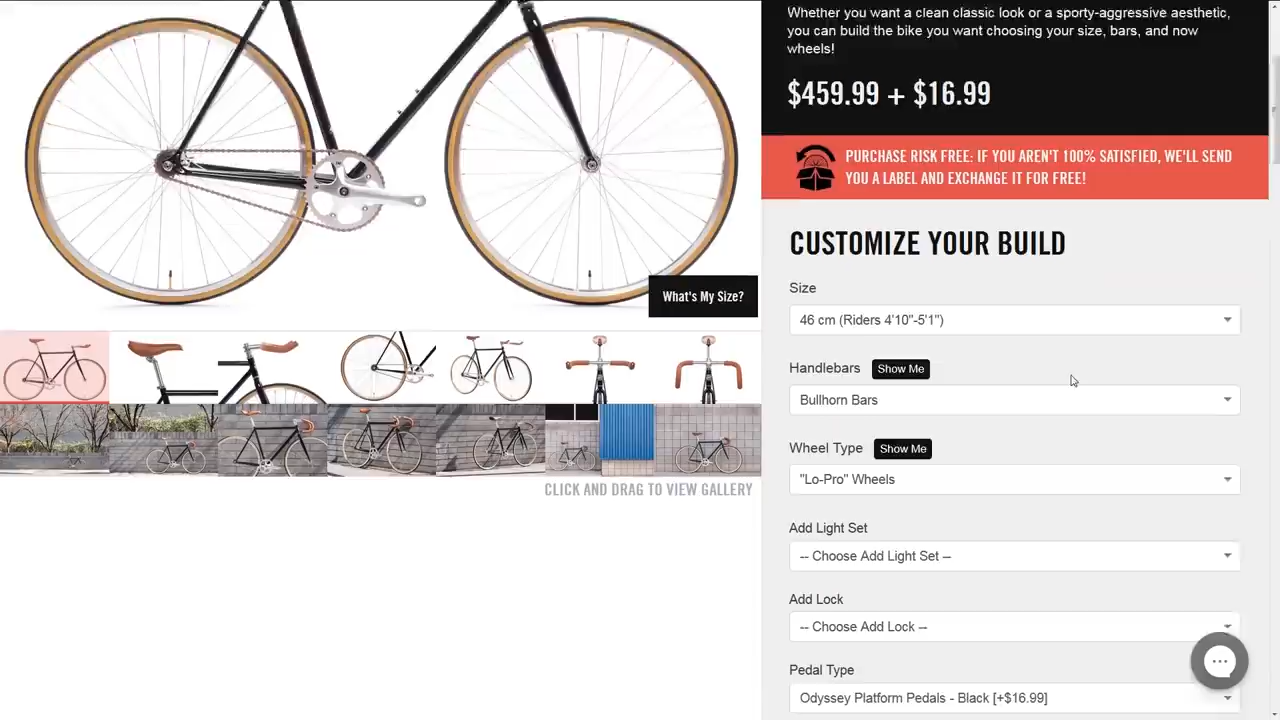 Whether you want a clean classic look or a sporty-aggressive aesthetic,
you can build the bike you want choosing your size, bars, and now
wheels!
$459.99 + $16.99
PURCHASE RISK FREE: IF YOU AREN'T 100% SATISFIED, WE'LL SEND
YOU A LABEL AND EXCHANGE IT FOR FREE!
CUSTOMIZE YOUR BUILD
Size
46 cm (Riders 4'10"-5'1")
Handlebars Show Me
Bullhorn Bars
Wheel Type Show Me
"Lo-Pro" Wheels
Add Light Set
-- Choose Add Light Set --
Add Lock
-- Choose Add Lock --
Pedal Type
Odyssey Platform Pedals - Black [+$16.99]
What's My Size?
CLICK AND DRAG TO VIEW GALLERY